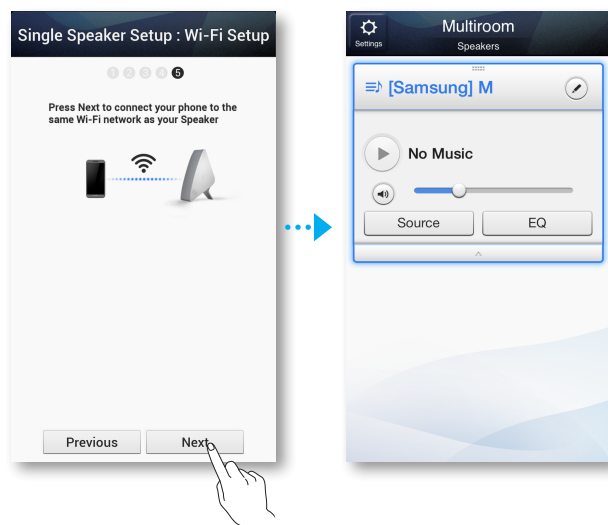 Single Speaker Setup : Wi-Fi Setup
1 2 3 4 5
Press Next to connect your phone to the
same Wi-Fi network as your Speaker
Previous
Next
Settings
Multiroom
Speakers
[Samsung] M
No Music
Source
EQ